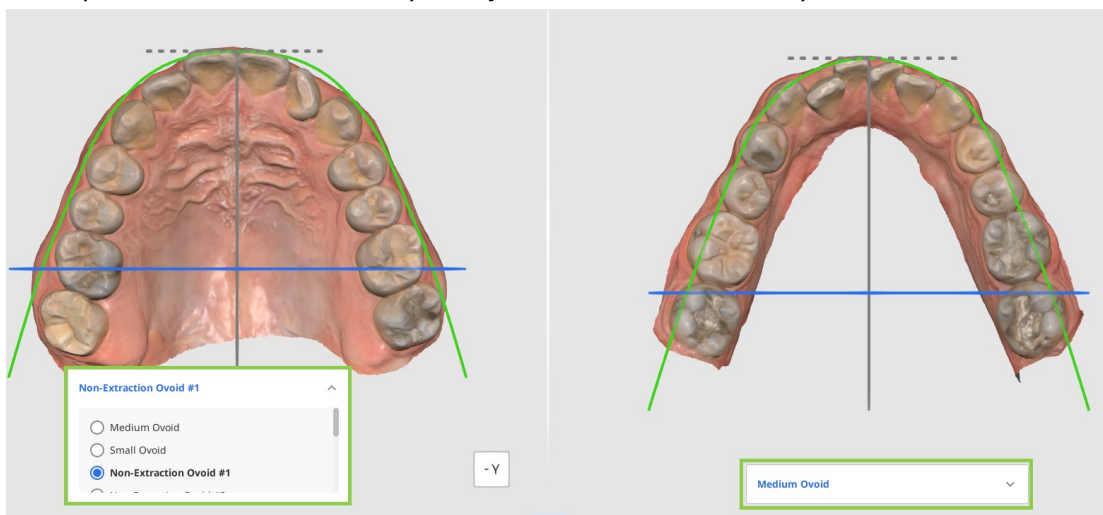 Non-Extraction Ovoid #1
Medium Ovoid
Small Ovoid
Non-Extraction Ovoid #1
-Y
Medium Ovoid